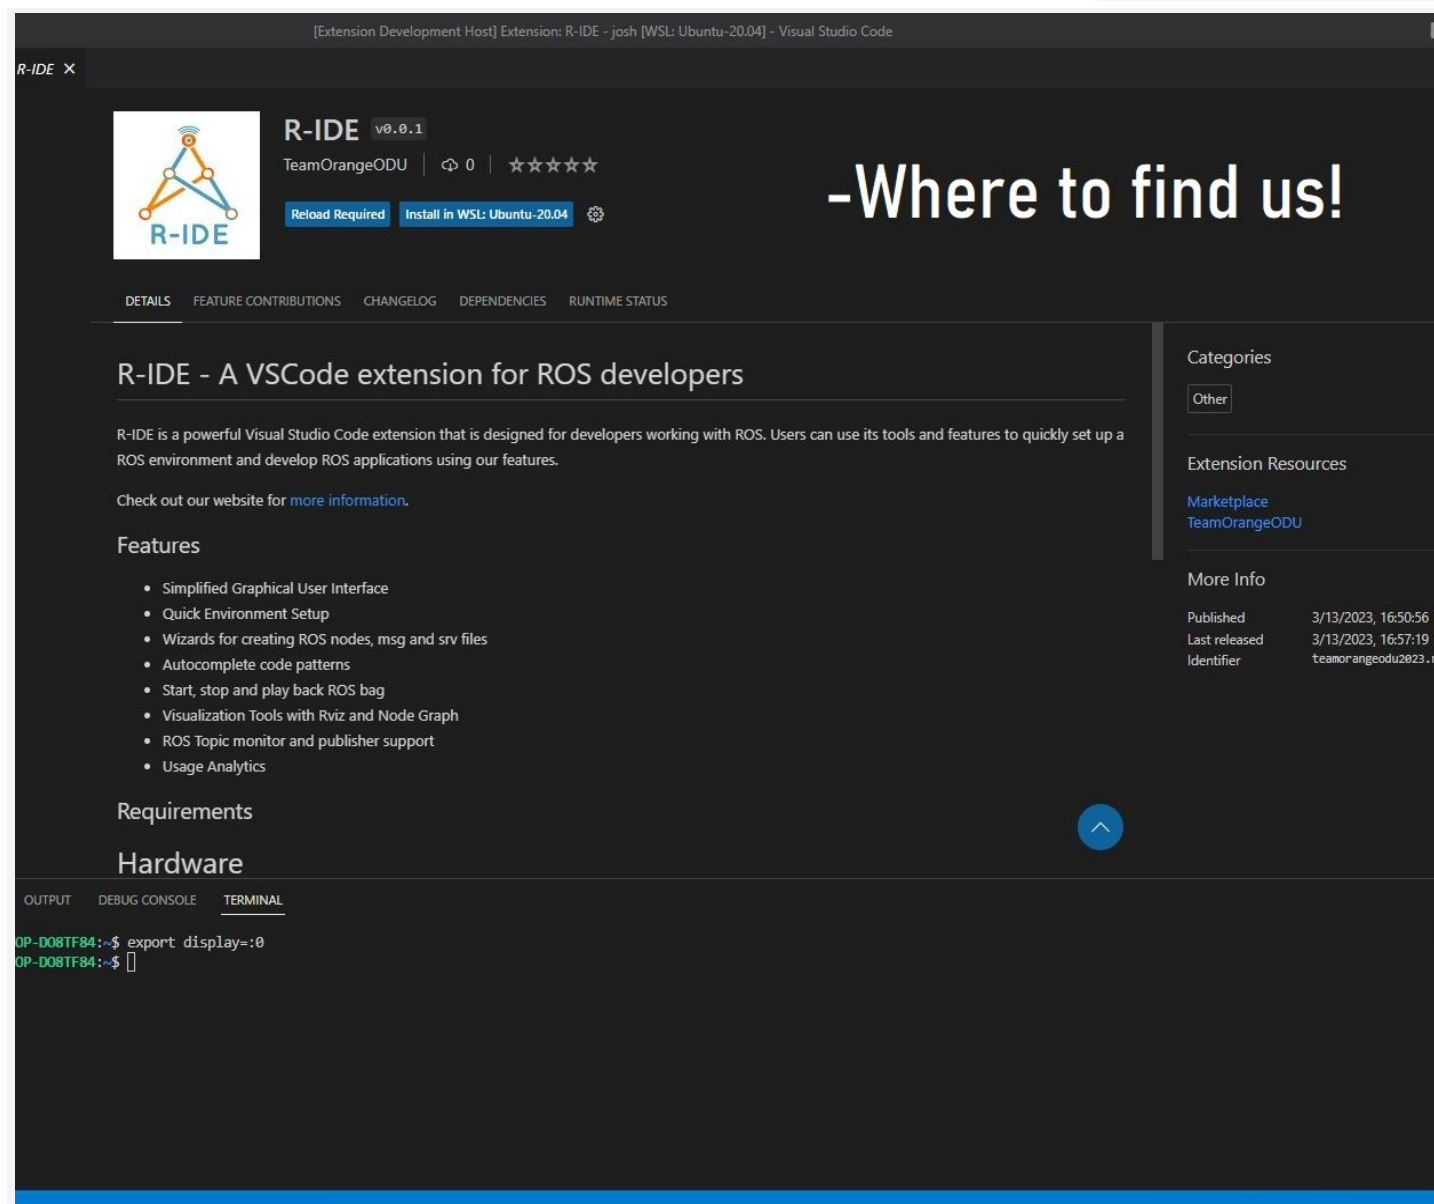 [Extension Development Host] Extension: R-IDE - josh [WSL: Ubuntu-20.04] - Visual Studio Code
R-IDE
R-IDE
R-IDE v0.0.1
TeamOrangeODU 0
Reload Required Install in WSL: Ubuntu-20.04
-Where to find us!
DETAILS FEATURE CONTRIBUTIONS CHANGELOG DEPENDENCIES RUNTIME STATUS
R-IDE - A VSCode extension for ROS developers
R-IDE is a powerful Visual Studio Code extension that is designed for developers working with ROS. Users can use its tools and features to quickly set up a
ROS environment and develop ROS applications using our features.
Check out our website for more information.
Features
• Simplified Graphical User Interface
• Quick Environment Setup
• Wizards for creating ROS nodes, msg and srv files
• Autocomplete code patterns
• Start, stop and play back ROS bag
• Visualization Tools with Rviz and Node Graph
• ROS Topic monitor and publisher support
• Usage Analytics
Requirements
Hardware
Categories
Other
Extension Resources
Marketplace
TeamOrangeODU
More Info
Published 3/13/2023, 16:50:56
Last released 3/13/2023, 16:57:19
Identifier teamorangeodu2023.
OUTPUT DEBUG CONSOLE TERMINAL
OP-DO8TF84:~$ export display=:0
OP-DO8TF84:~$